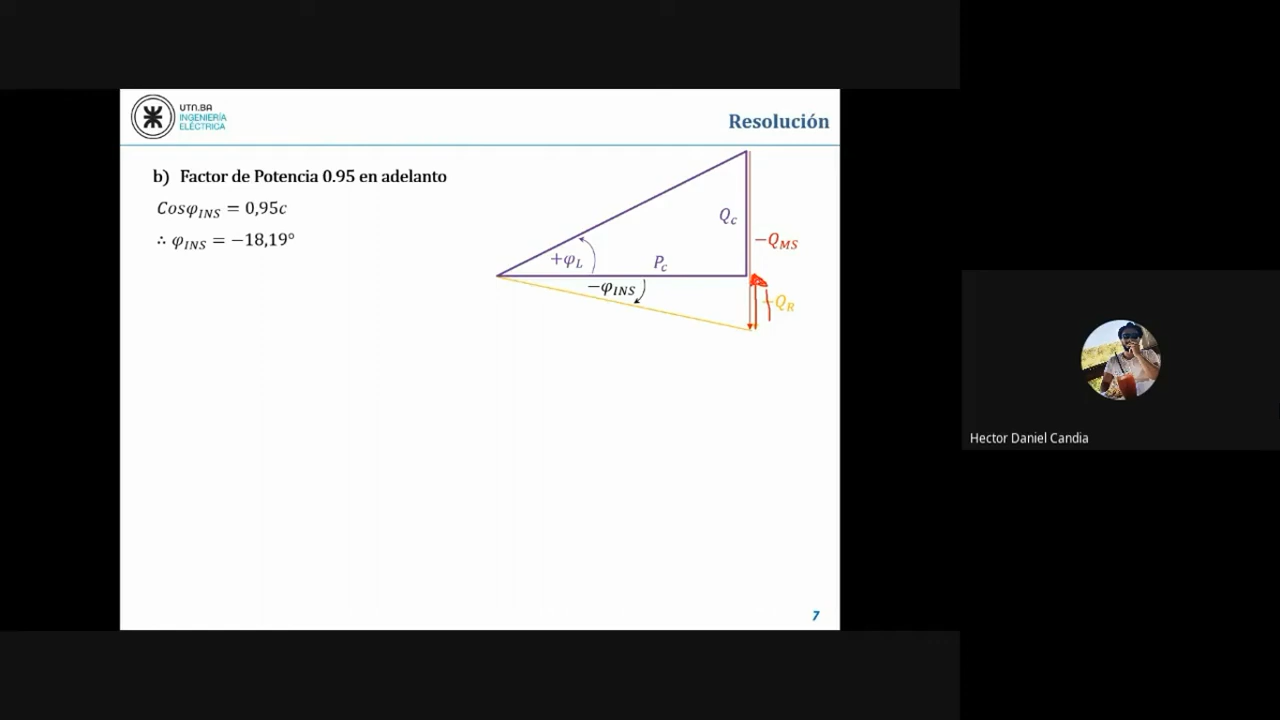 UTN.BA
INGENIERÍA
ELÉCTRICA
Resolución
b) Factor de Potencia 0.95 en adelanto
Cosφ_INS = 0,95c
∴ φ_INS = −18,19°
Q_c
−Q_MS
+φ_L
P_c
−φ_INS
−Q_R
Hector Daniel Candia
7